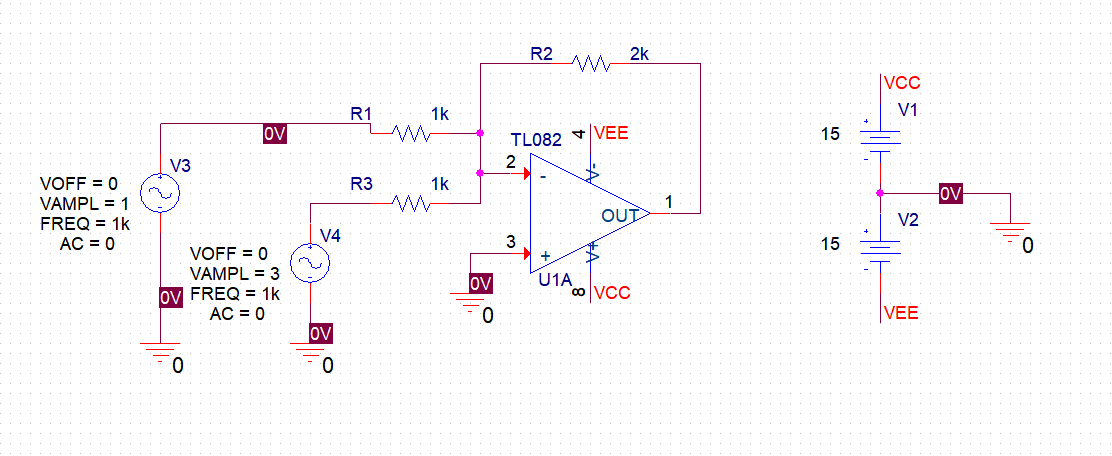 R2
2k
VCC
V1
15
R1
1k
0V
TL082
4
VEE
2
-
V-
V3
VOFF = 0
VAMPL = 1
FREQ = 1k
AC = 0
R3
1k
OUT
1
0V
V2
15
0
V4
VOFF = 0
VAMPL = 3
FREQ = 1k
AC = 0
3
+
V+
U1A
8
VCC
0V
0
0V
0V
VEE
0
0